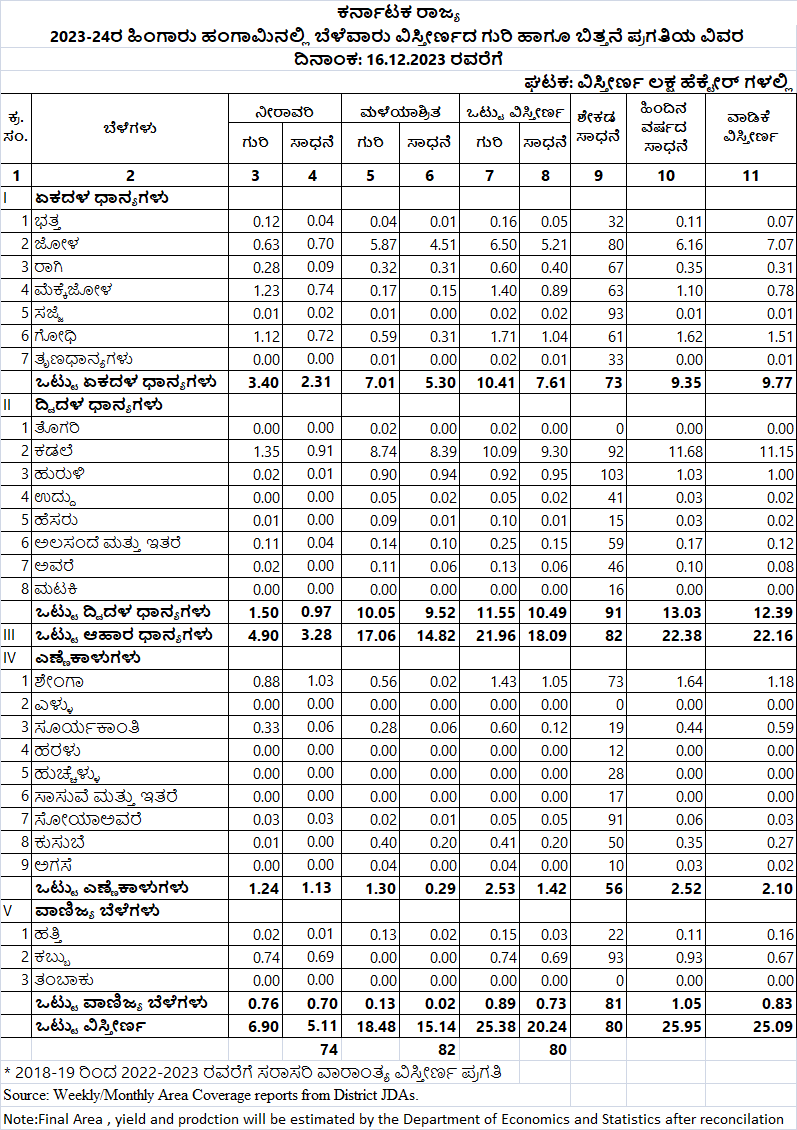 ಕರ್ನಾಟಕ ರಾಜ್ಯ
2023-24ರ ಹಿಂಗಾರು ಹಂಗಾಮಿನಲ್ಲಿ ಬೆಳೆವಾರು ವಿಸ್ತೀರ್ಣದ ಗುರಿ ಹಾಗೂ ಬಿತ್ತನೆ ಪ್ರಗತಿಯ ವಿವರ
ದಿನಾಂಕ: 16.12.2023 ರವರೆಗೆ
ಘಟಕ: ವಿಸ್ತೀರ್ಣ ಲಕ್ಷ ಹೆಕ್ಟೇರ್ ಗಳಲ್ಲಿ
ಕ್ರ. ಸಂ. ಬೆಳೆಗಳು ನೀರಾವರಿ ಮಳೆಯಾಶ್ರಿತ ಒಟ್ಟು ವಿಸ್ತೀರ್ಣ ಶೇಕಡ ಸಾಧನೆ ಹಿಂದಿನ ವರ್ಷದ ಸಾಧನೆ ವಾಡಿಕೆ ವಿಸ್ತೀರ್ಣ
ಗುರಿ ಸಾಧನೆ ಗುರಿ ಸಾಧನೆ ಗುರಿ ಸಾಧನೆ
1 2 3 4 5 6 7 8 9 10 11
I ಏಕದಳ ಧಾನ್ಯಗಳು
1 ಭತ್ತ 0.12 0.04 0.04 0.01 0.16 0.05 32 0.11 0.07
2 ಜೋಳ 0.63 0.70 5.87 4.51 6.50 5.21 80 6.16 7.07
3 ರಾಗಿ 0.28 0.09 0.32 0.31 0.60 0.40 67 0.35 0.31
4 ಮೆಕ್ಕೆಜೋಳ 1.23 0.74 0.17 0.15 1.40 0.89 63 1.10 0.78
5 ಸಜ್ಜೆ 0.01 0.02 0.01 0.00 0.02 0.02 93 0.01 0.01
6 ಗೋಧಿ 1.12 0.72 0.59 0.31 1.71 1.04 61 1.62 1.51
7 ತೃಣಧಾನ್ಯಗಳು 0.00 0.00 0.01 0.00 0.02 0.01 33 0.00 0.01
ಒಟ್ಟು ಏಕದಳ ಧಾನ್ಯಗಳು 3.40 2.31 7.01 5.30 10.41 7.61 73 9.35 9.77
II ದ್ವಿದಳ ಧಾನ್ಯಗಳು
1 ತೊಗರಿ 0.00 0.00 0.02 0.00 0.02 0.00 0 0.00 0.00
2 ಕಡಲೆ 1.35 0.91 8.74 8.39 10.09 9.30 92 11.68 11.15
3 ಹುರುಳಿ 0.02 0.01 0.90 0.94 0.92 0.95 103 1.03 1.00
4 ಉದ್ದು 0.00 0.00 0.05 0.02 0.05 0.02 41 0.03 0.02
5 ಹೆಸರು 0.01 0.00 0.09 0.01 0.10 0.01 15 0.03 0.02
6 ಅಲಸಂದೆ ಮತ್ತು ಇತರೆ 0.11 0.04 0.14 0.10 0.25 0.15 59 0.17 0.12
7 ಅವರೆ 0.02 0.00 0.11 0.06 0.13 0.06 46 0.10 0.08
8 ಮಟಕಿ 0.00 0.00 0.00 0.00 0.00 0.00 16 0.00 0.00
ಒಟ್ಟು ದ್ವಿದಳ ಧಾನ್ಯಗಳು 1.50 0.97 10.05 9.52 11.55 10.49 91 13.03 12.39
III ಒಟ್ಟು ಆಹಾರ ಧಾನ್ಯಗಳು 4.90 3.28 17.06 14.82 21.96 18.09 82 22.38 22.16
IV ಎಣ್ಣೆಕಾಳುಗಳು
1 ಶೇಂಗಾ 0.88 1.03 0.56 0.02 1.43 1.05 73 1.64 1.18
2 ಎಳ್ಳು 0.00 0.00 0.00 0.00 0.00 0.00 0 0.00 0.00
3 ಸೂರ್ಯಕಾಂತಿ 0.33 0.06 0.28 0.06 0.60 0.12 19 0.44 0.59
4 ಹರಳು 0.00 0.00 0.00 0.00 0.00 0.00 12 0.00 0.00
5 ಹುಚ್ಚೆಳ್ಳು 0.00 0.00 0.00 0.00 0.00 0.00 28 0.00 0.00
6 ಸಾಸುವೆ ಮತ್ತು ಇತರೆ 0.00 0.00 0.00 0.00 0.00 0.00 17 0.00 0.00
7 ಸೋಯಾಅವರೆ 0.03 0.03 0.02 0.01 0.05 0.05 91 0.06 0.03
8 ಕುಸುಬೆ 0.01 0.00 0.40 0.20 0.41 0.20 50 0.35 0.27
9 ಅಗಸೆ 0.00 0.00 0.04 0.00 0.04 0.00 10 0.03 0.02
ಒಟ್ಟು ಎಣ್ಣೆಕಾಳುಗಳು 1.24 1.13 1.30 0.29 2.53 1.42 56 2.52 2.10
V ವಾಣಿಜ್ಯ ಬೆಳೆಗಳು
1 ಹತ್ತಿ 0.02 0.01 0.13 0.02 0.15 0.03 22 0.11 0.16
2 ಕಬ್ಬು 0.74 0.69 0.00 0.00 0.74 0.69 93 0.93 0.67
3 ತಂಬಾಕು 0.00 0.00 0.00 0.00 0.00 0.00 0 0.00 0.00
ಒಟ್ಟು ವಾಣಿಜ್ಯ ಬೆಳೆಗಳು 0.76 0.70 0.13 0.02 0.89 0.73 81 1.05 0.83
ಒಟ್ಟು ವಿಸ್ತೀರ್ಣ 6.90 5.11 18.48 15.14 25.38 20.24 80 25.95 25.09
74 82 80
* 2018-19 ರಿಂದ 2022-2023 ರವರೆಗೆ ಸರಾಸರಿ ವಾರಾಂತ್ಯ ವಿಸ್ತೀರ್ಣ ಪ್ರಗತಿ
Source: Weekly/Monthly Area Coverage reports from District JDAs.
Note:Final Area , yield and prodction will be estimated by the Department of Economics and Statistics after reconcilation